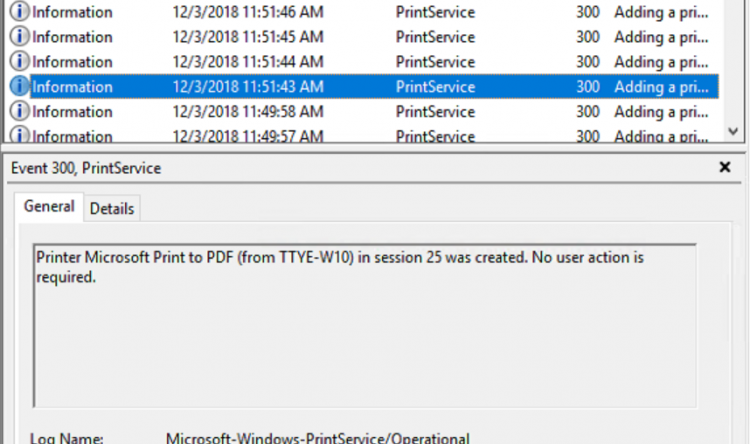 Information 12/3/2018 11:51:46 AM PrintService 300 Adding a pri...
Information 12/3/2018 11:51:45 AM PrintService 300 Adding a pri...
Information 12/3/2018 11:51:44 AM PrintService 300 Adding a pri...
Information 12/3/2018 11:51:43 AM PrintService 300 Adding a pri...
Information 12/3/2018 11:49:58 AM PrintService 300 Adding a pri...
Information 12/3/2018 11:49:57 AM PrintService 300 Adding a pri...
Event 300, PrintService
General Details
Printer Microsoft Print to PDF (from TTYE-W10) in session 25 was created. No user action is
required.
Log Name: Microsoft-Windows-PrintService/Operational